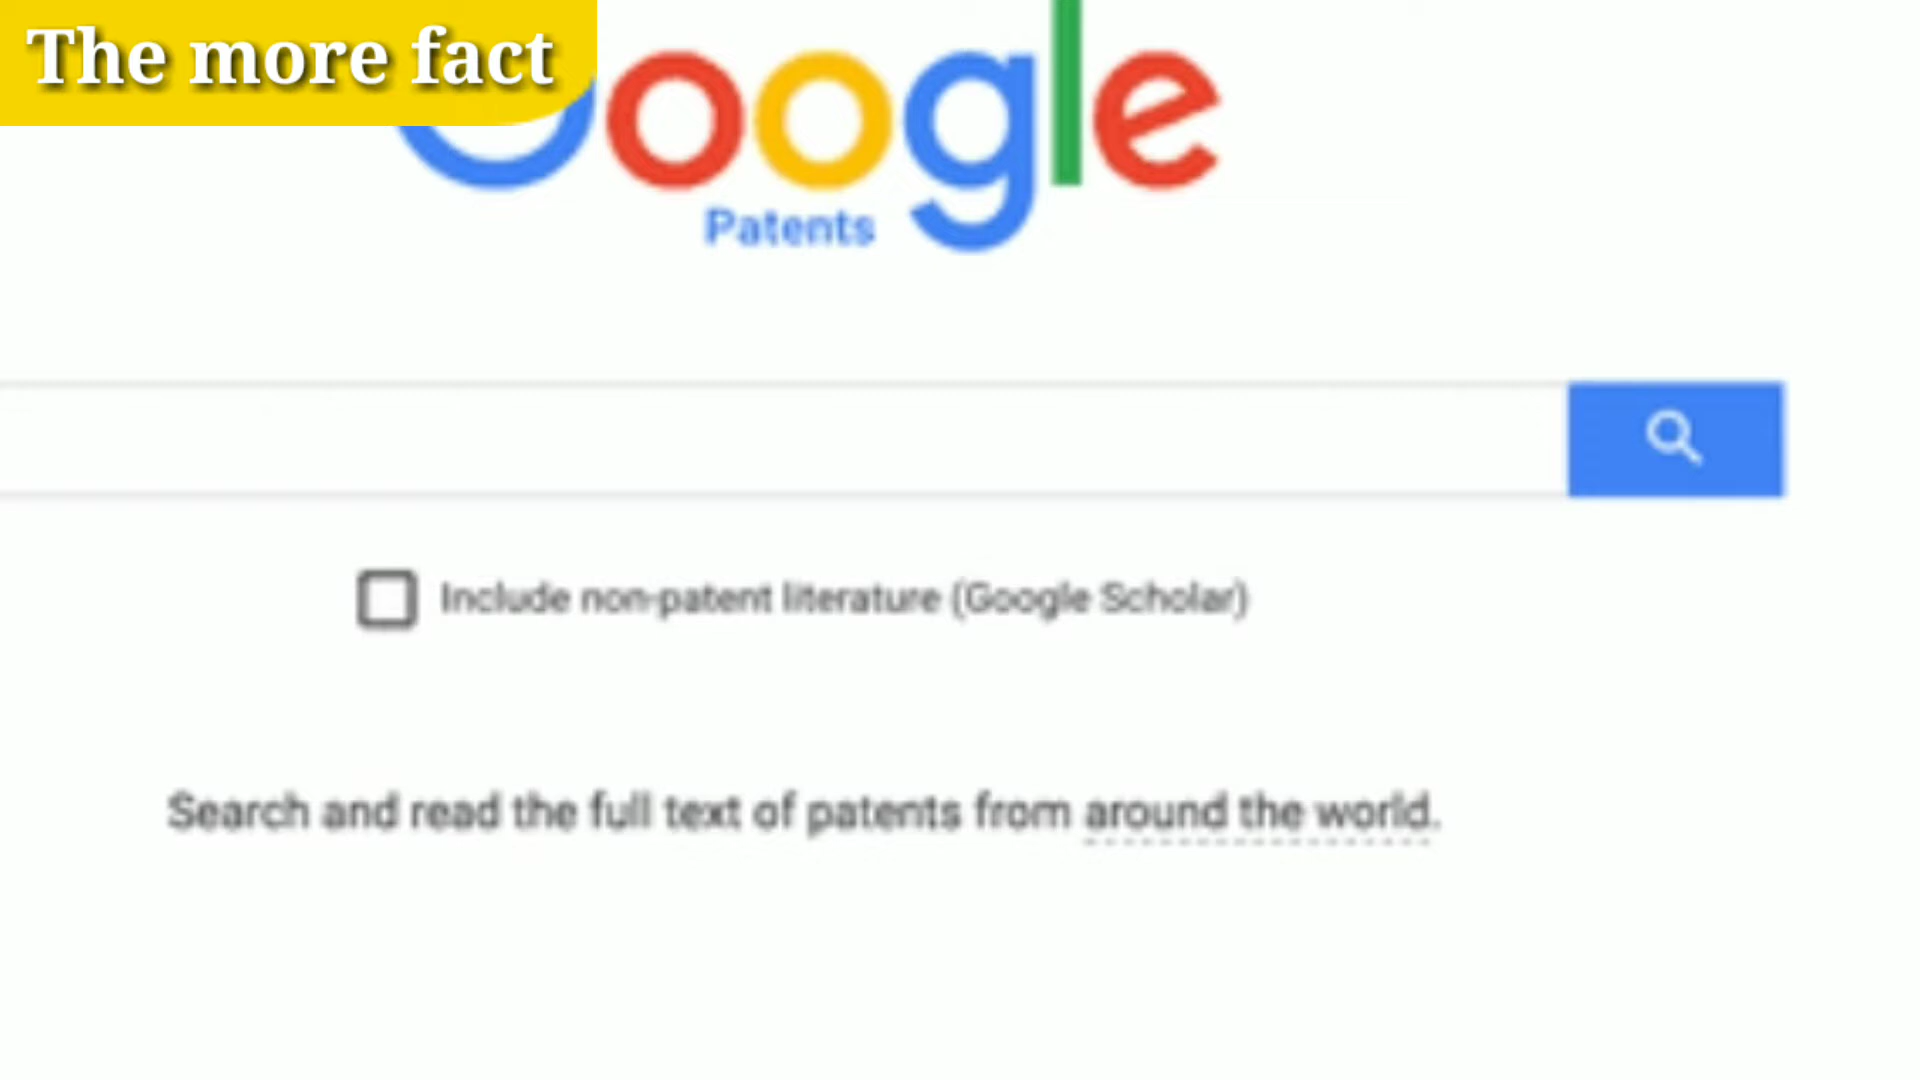 The more fact
Google
Patents
Include non-patent literature (Google Scholar)
Search and read the full text of patents from around the world.